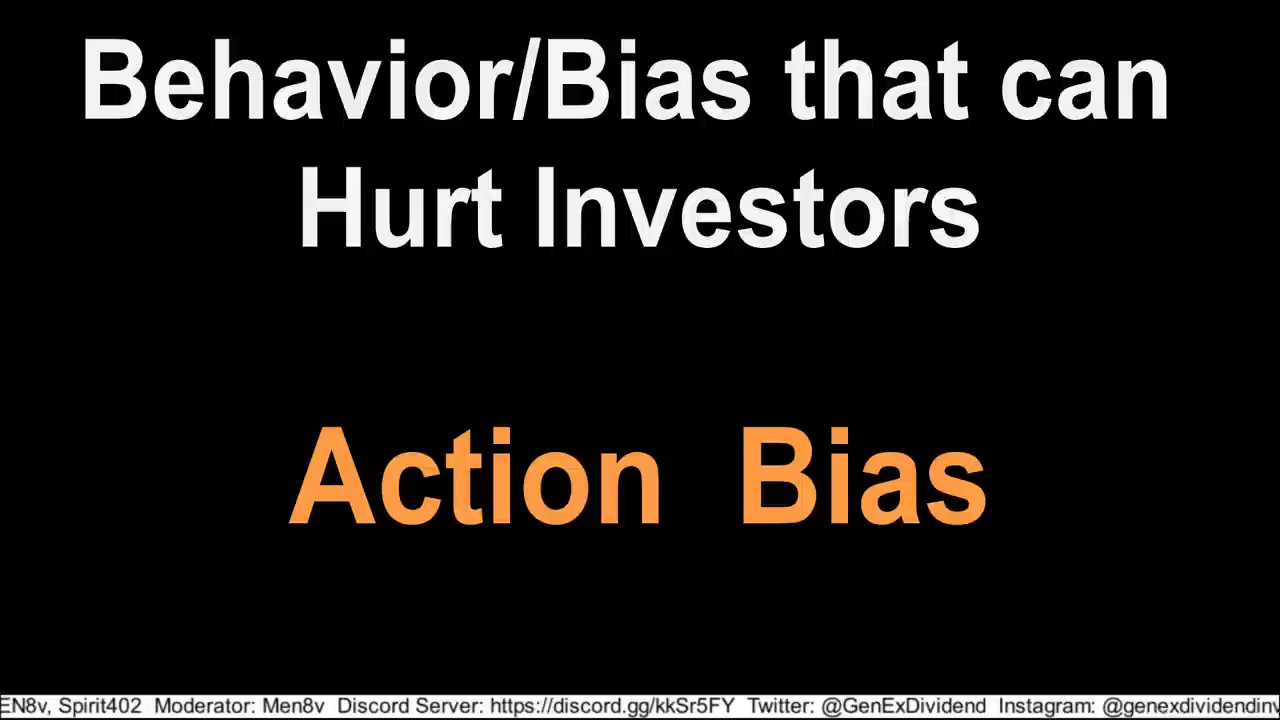 Behavior/Bias that can
Hurt Investors
Action Bias
EN8v, Spirit402 Moderator: Men8v Discord Server: https://discord.gg/kkSr5FY Twitter: @GenExDividend Instagram: @genexdividendinv